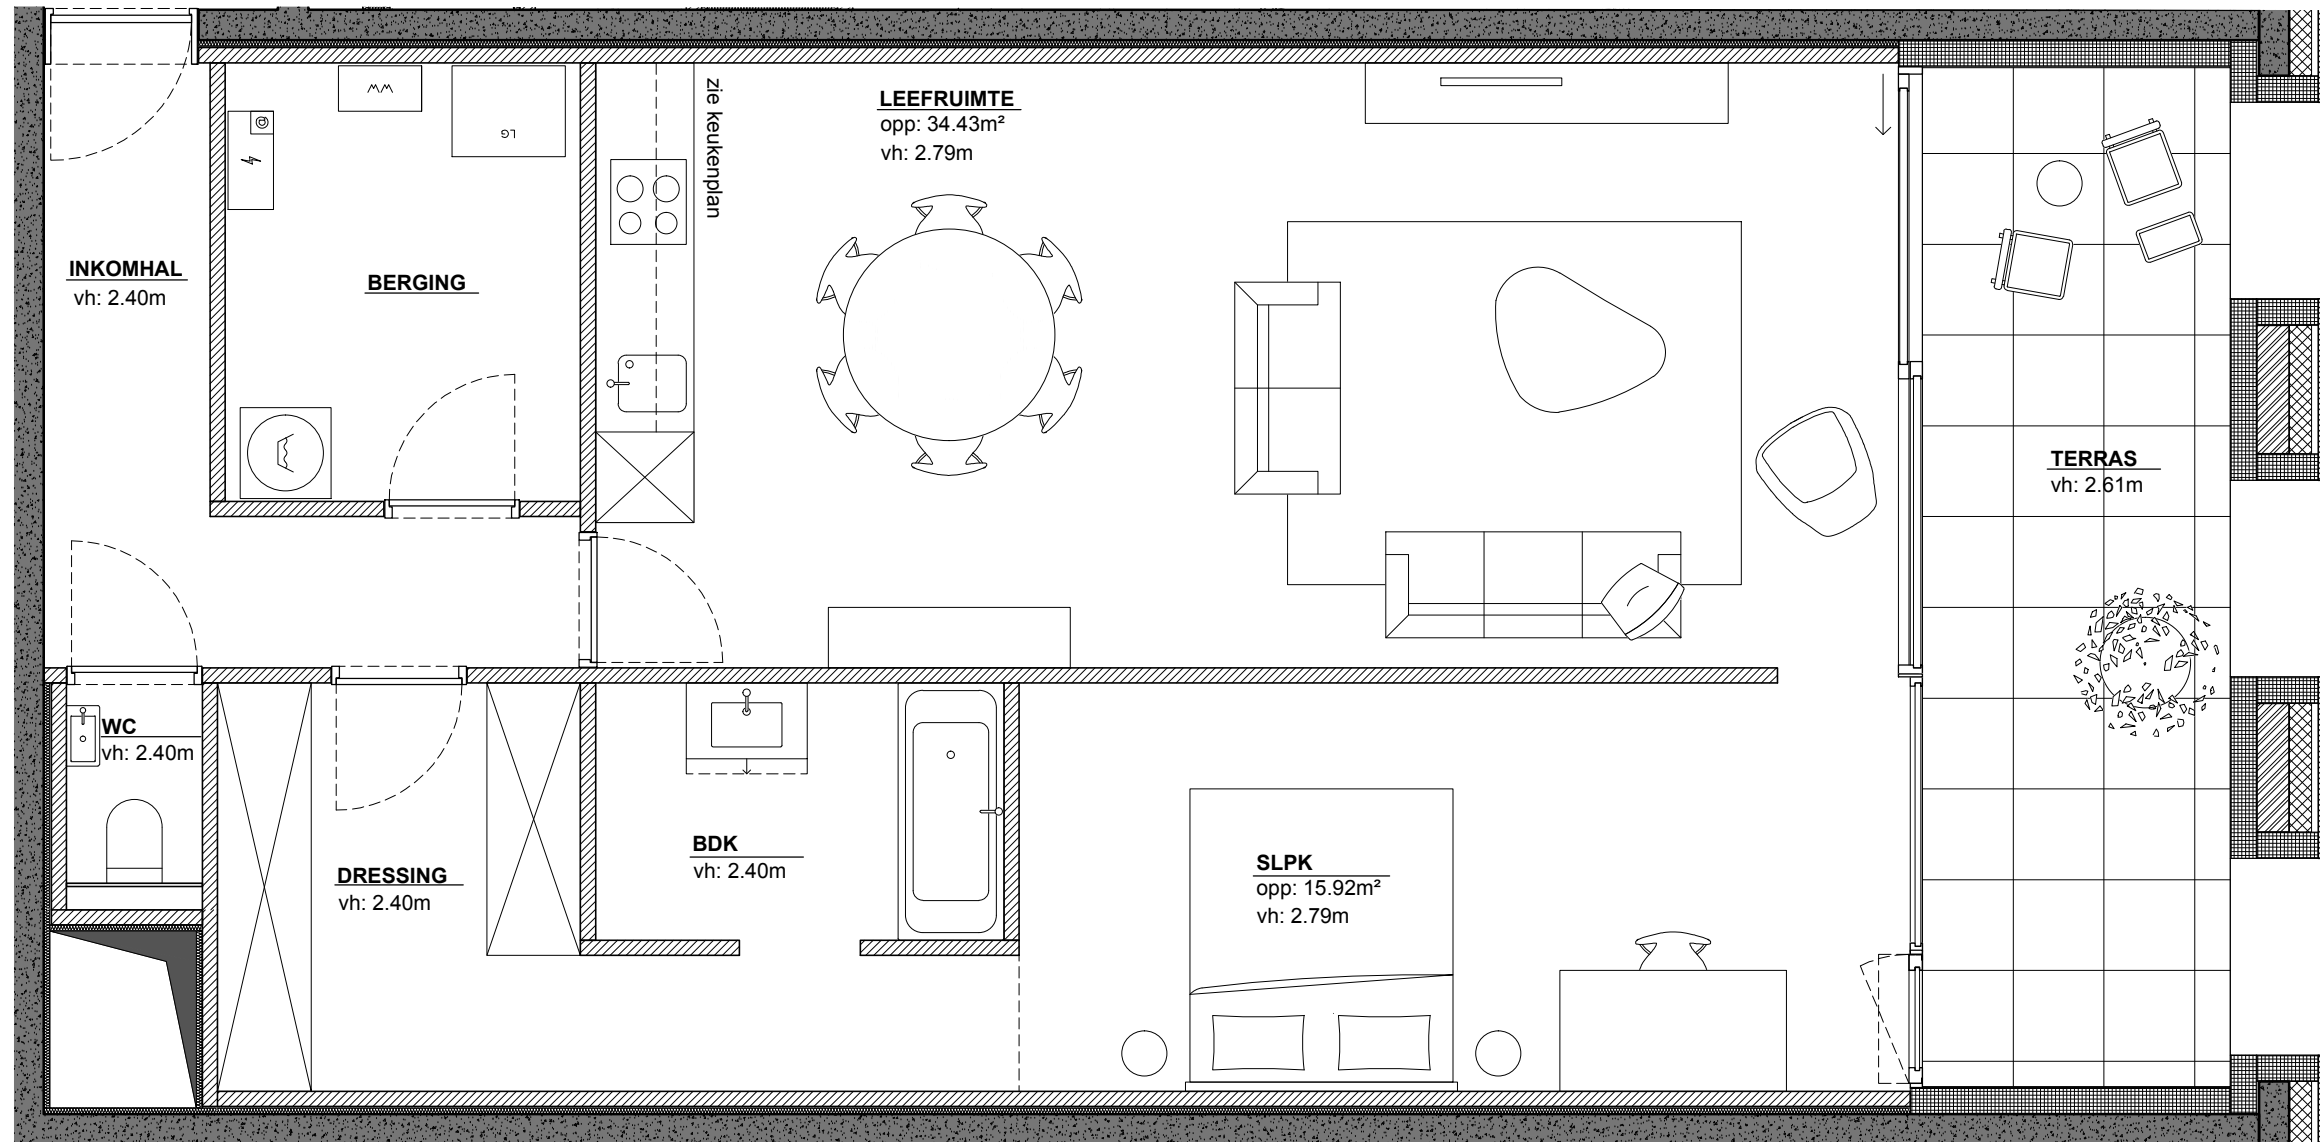 LEEFRUIMTE
opp: 34.43m²
vh: 2.79m
zie keukenplan
LG
INKOMHAL
vh: 2.40m
BERGING
TERRAS
vh: 2.61m
WC
vh: 2.40m
DRESSING
vh: 2.40m
BDK
vh: 2.40m
SLPK
opp: 15.92m²
vh: 2.79m